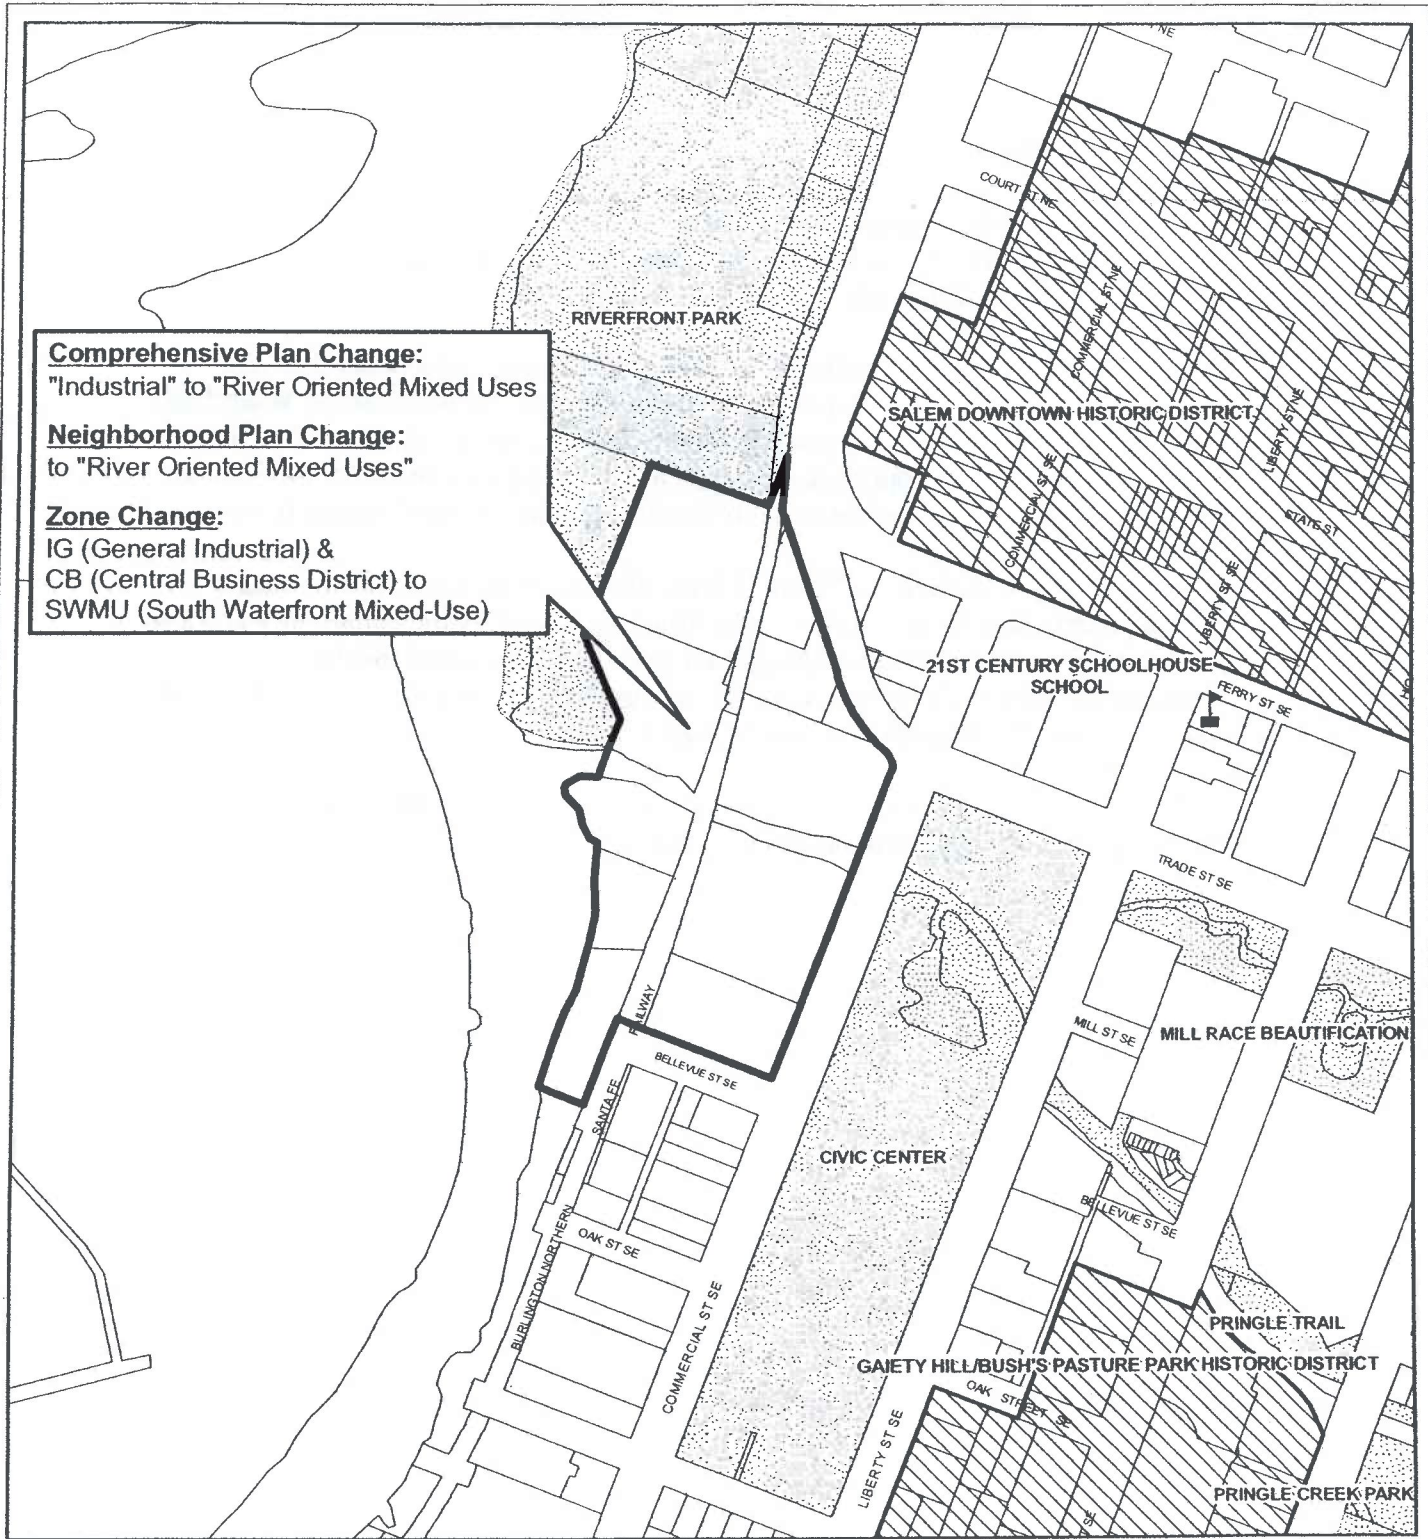 NE
COURT ST NE
RIVERFRONT PARK
COMMERCIAL ST NE
Comprehensive Plan Change:
"Industrial" to "River Oriented Mixed Uses
Neighborhood Plan Change:
to "River Oriented Mixed Uses"
Zone Change:
IG (General Industrial) &
CB (Central Business District) to
SWMU (South Waterfront Mixed-Use)
SALEM DOWNTOWN HISTORIC DISTRICT
LIBERTY ST NE
COMMERCIAL ST SE
STATE ST
LIBERTY ST SE
21ST CENTURY SCHOOLHOUSE
SCHOOL
FERRY ST SE
TRADE ST SE
RAILWAY
MILL ST SE
MILL RACE BEAUTIFICATION
BELLEVUE ST SE
SANTA FE
CIVIC CENTER
BELLEVUE ST SE
OAK ST SE
BURLINGTON NORTHERN
COMMERCIAL ST SE
PRINGLE TRAIL
GAIETY HILL/BUSH'S PASTURE PARK HISTORIC DISTRICT
OAK STREET SE
LIBERTY ST SE
PRINGLE CREEK PARK
SE